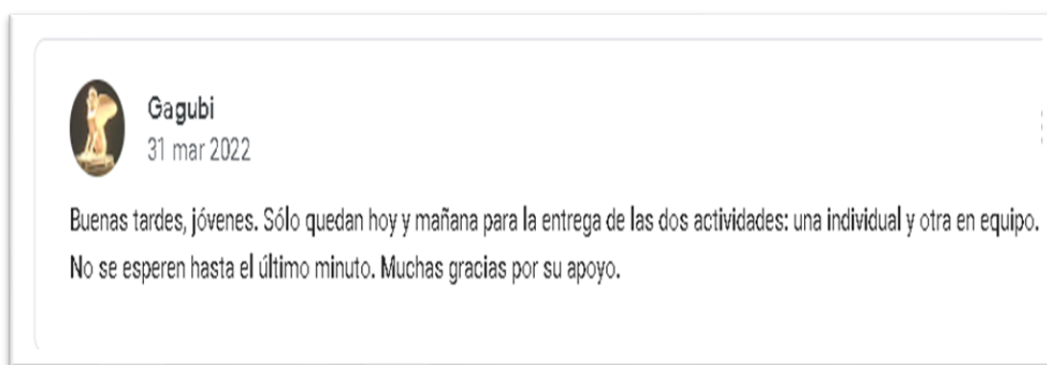 Gagubi
31 mar 2022
Buenas tardes, jóvenes. Sólo quedan hoy y mañana para la entrega de las dos actividades: una individual y otra en equipo.
No se esperen hasta el último minuto. Muchas gracias por su apoyo.